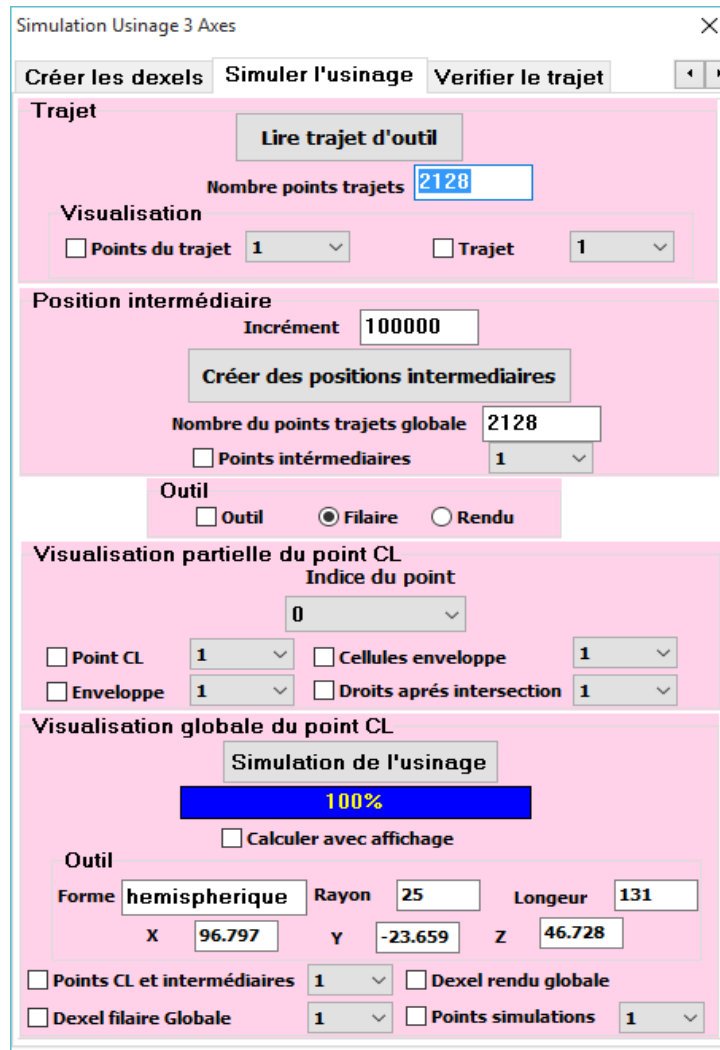 Simulation Usinage 3 Axes
Créer les dexels Simuler l'usinage Verifier le trajet
Trajet
Lire trajet d'outil
Nombre points trajets 2128
Visualisation
Points du trajet 1 Trajet 1
Position intermédiaire
Incrément 100000
Créer des positions intermediaires
Nombre du points trajets globale 2128
Points intérmediaires 1
Outil
Outil Filaire Rendu
Visualisation partielle du point CL
Indice du point
0
Point CL 1 Cellules enveloppe 1
Enveloppe 1 Droits aprés intersection 1
Visualisation globale du point CL
Simulation de l'usinage
100%
Calculer avec affichage
Outil
Forme hemispherique Rayon 25 Longeur 131
X 96.797 Y -23.659 Z 46.728
Points CL et intermédiaires 1 Dexel rendu globale
Dexel filaire Globale 1 Points simulations 1